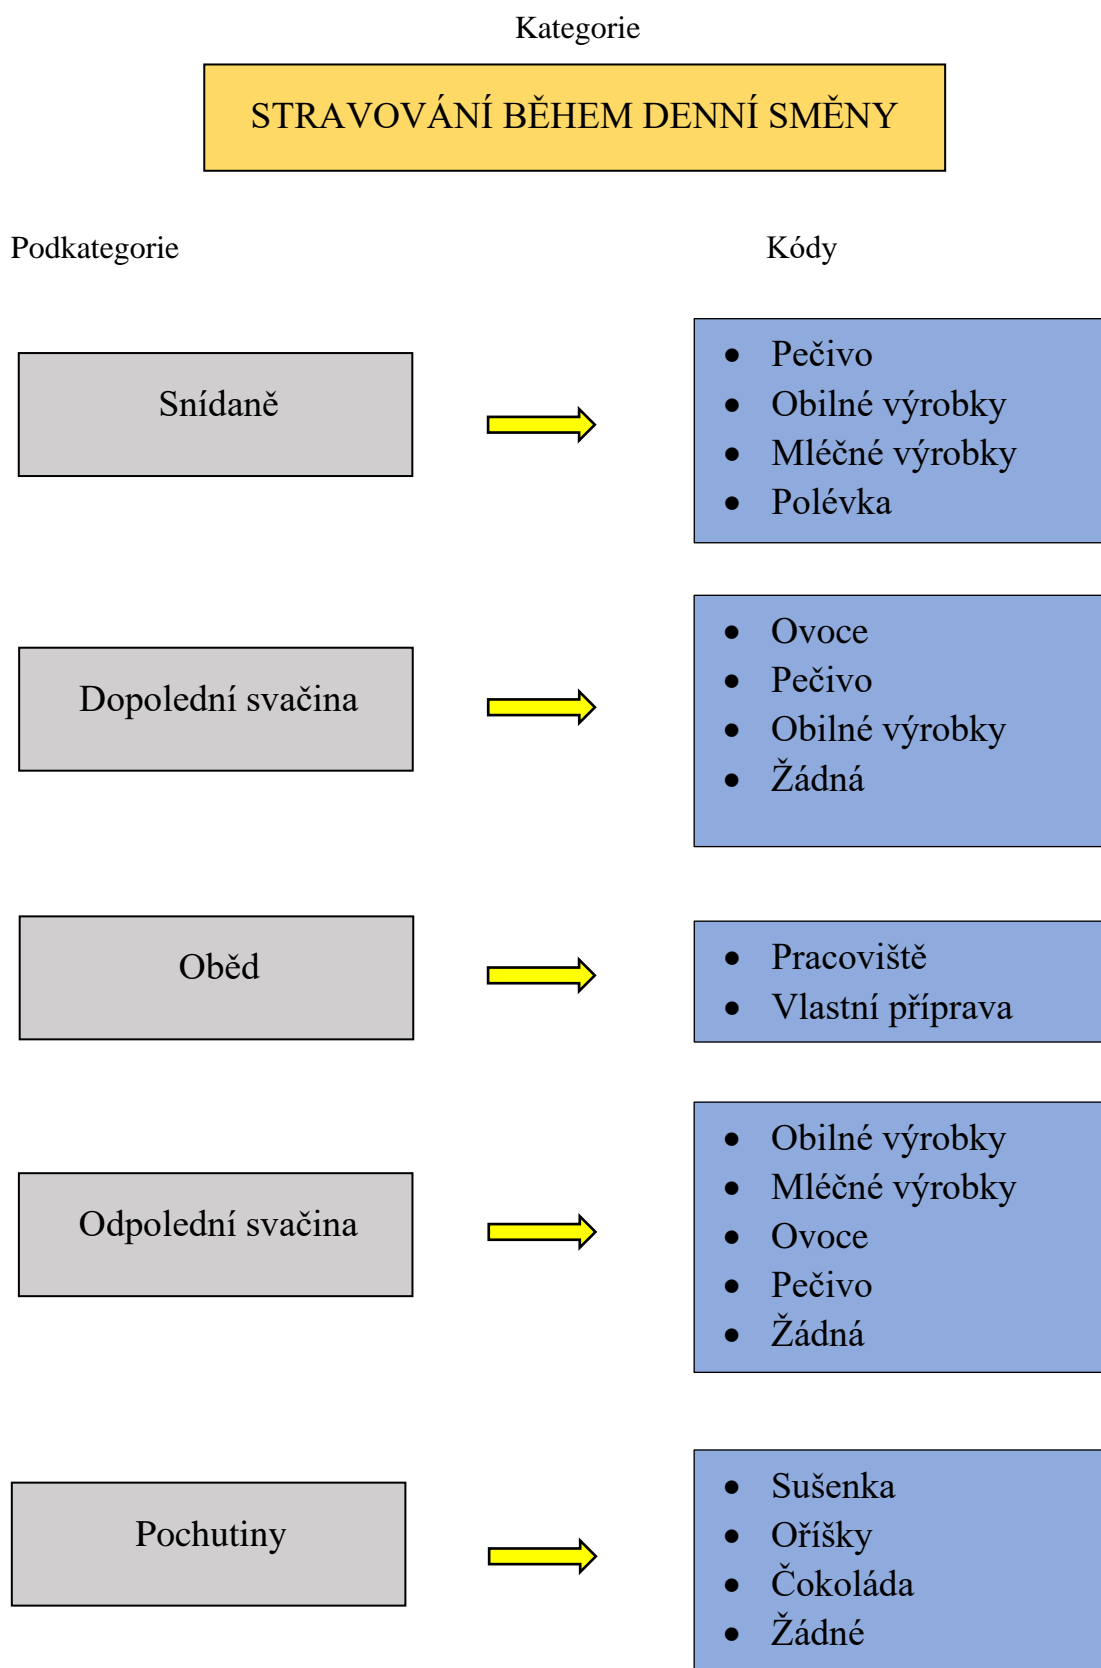 Kategorie
STRAVOVÁNÍ BĚHEM DENNÍ SMĚNY
Podkategorie
Kódy
Snídaně
• Pečivo
• Obilné výrobky
• Mléčné výrobky
• Polévka
Dopolední svačina
• Ovoce
• Pečivo
• Obilné výrobky
• Žádná
Oběd
• Pracoviště
• Vlastní příprava
Odpolední svačina
• Obilné výrobky
• Mléčné výrobky
• Ovoce
• Pečivo
• Žádná
Pochutiny
• Sušenka
• Oříšky
• Čokoláda
• Žádné